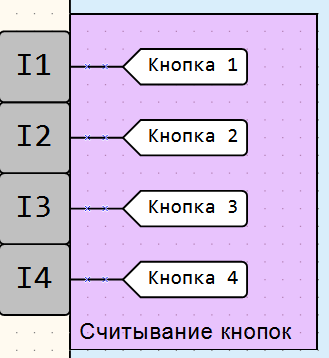 I1 Кнопка 1
I2 Кнопка 2
I3 Кнопка 3
I4 Кнопка 4
Считывание кнопок